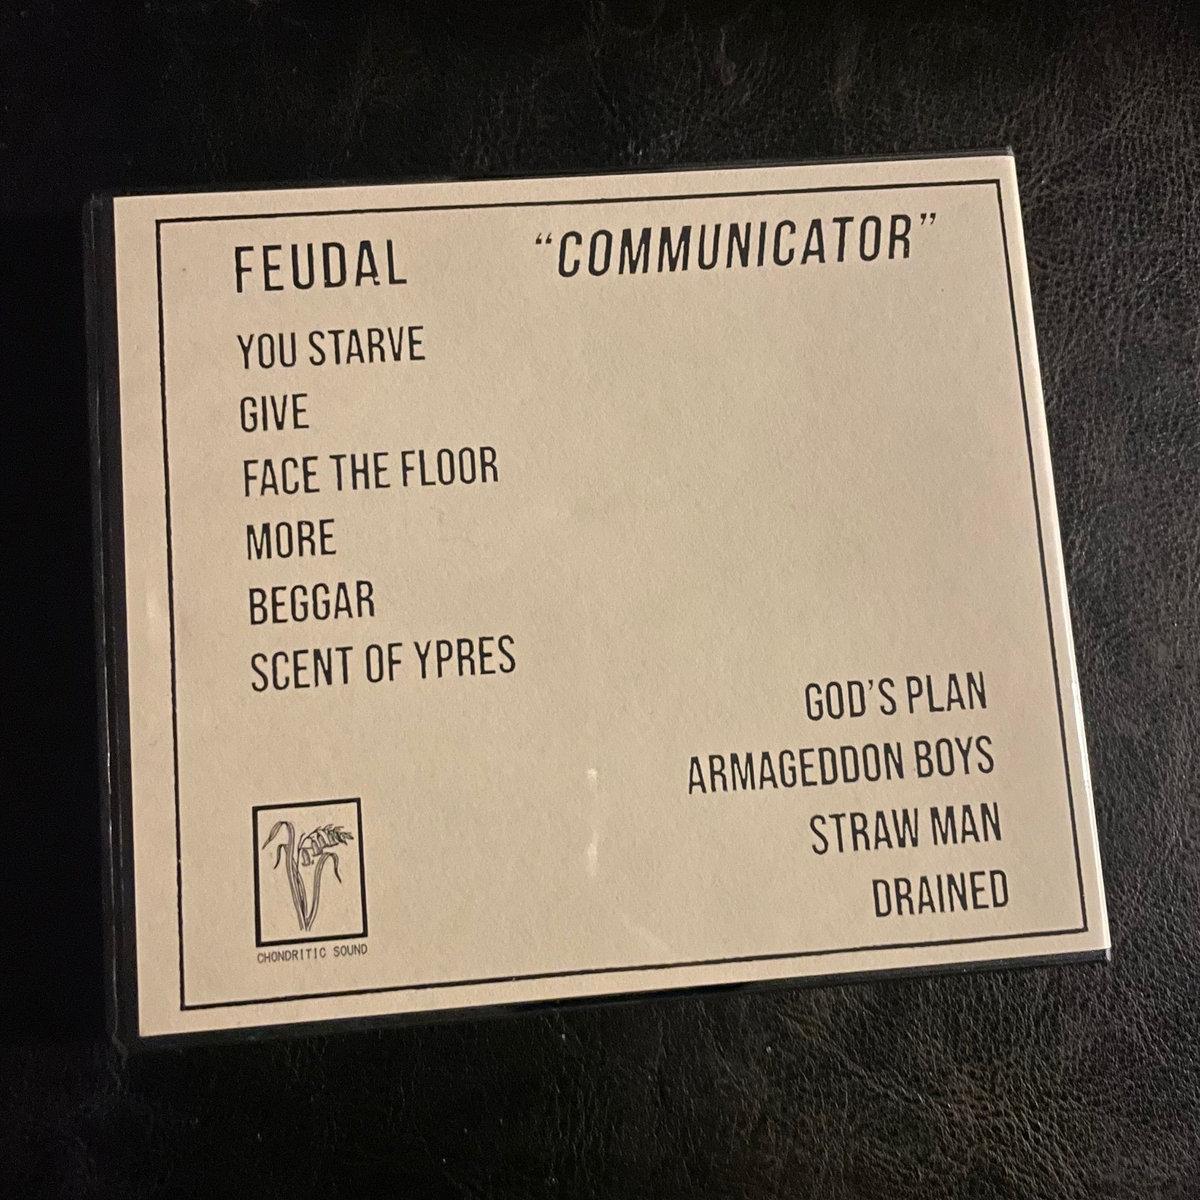 FEUDAL
“COMMUNICATOR”
YOU STARVE
GIVE
FACE THE FLOOR
MORE
BEGGAR
SCENT OF YPRES
GOD’S PLAN
ARMAGEDDON BOYS
STRAW MAN
DRAINED
CHONDRITIC SOUND